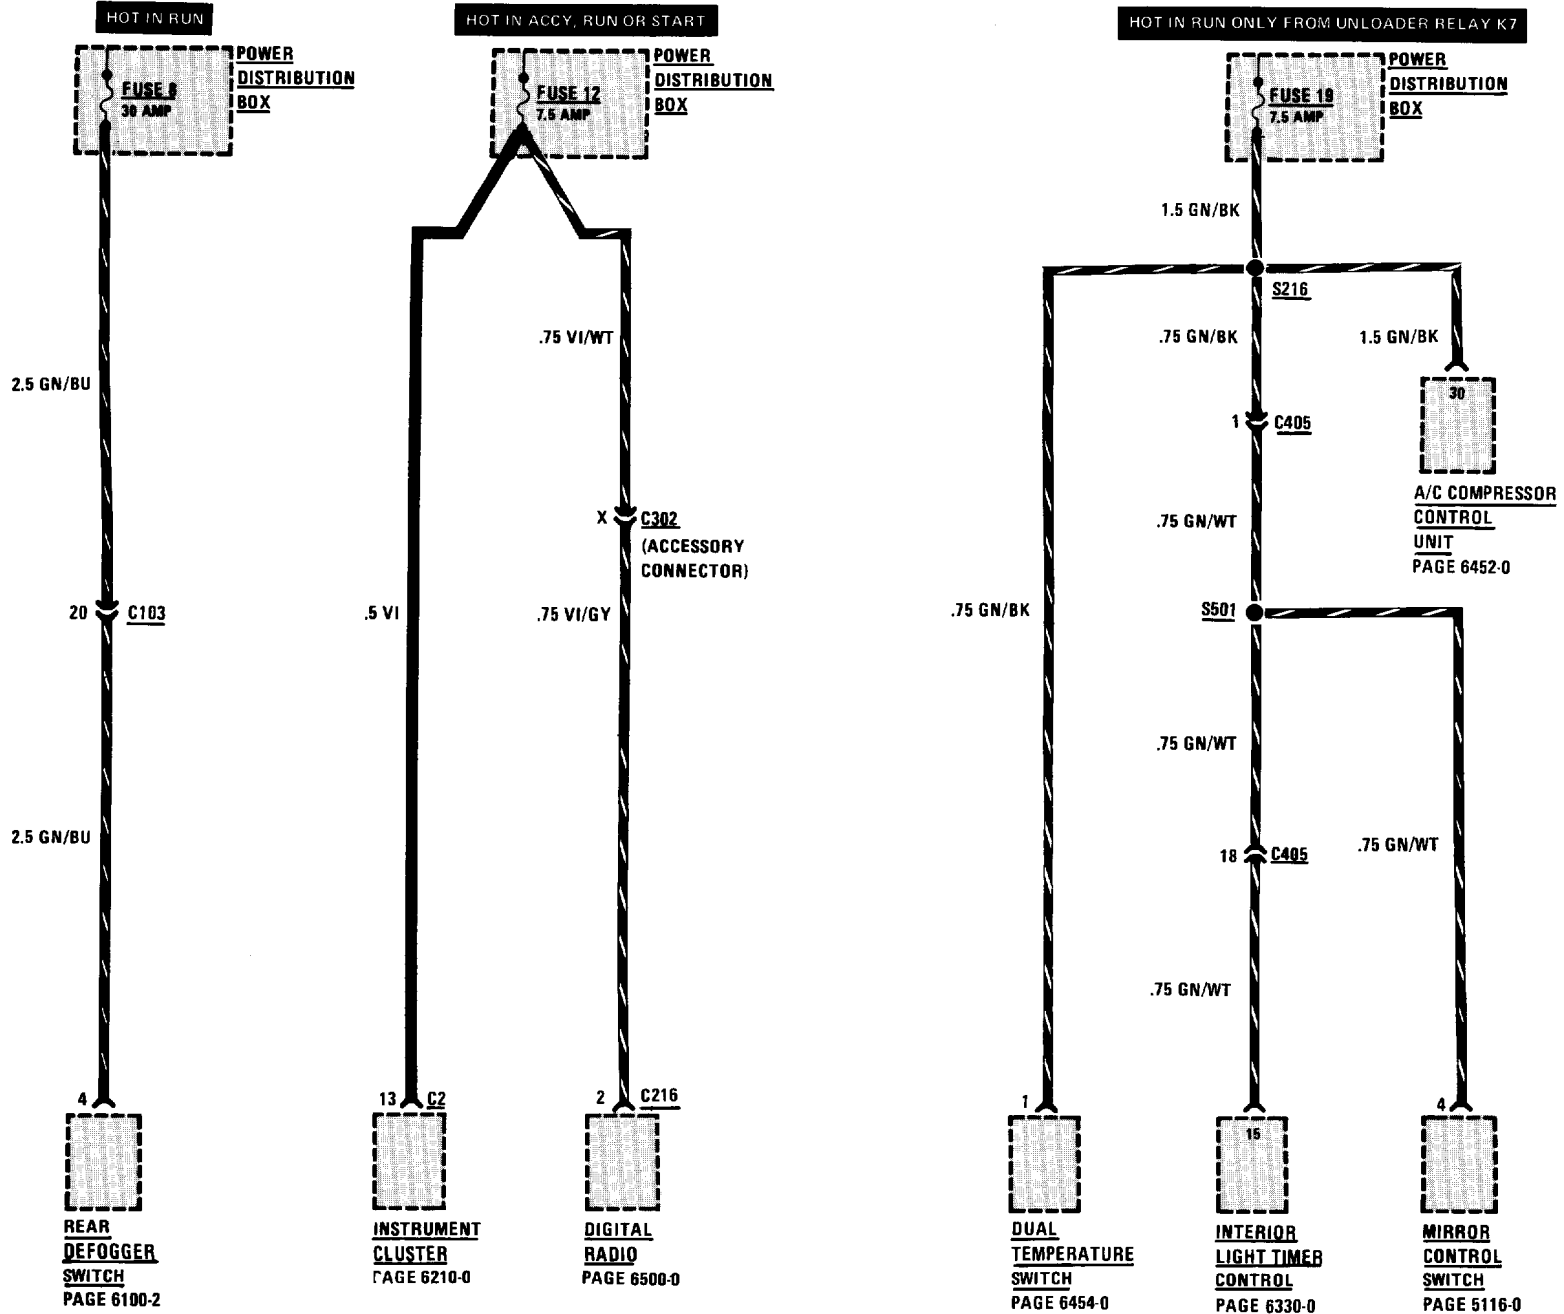 HOT IN RUN
POWER
DISTRIBUTION
BOX
FUSE 8
30 AMP
2.5 GN/BU
20
C103
2.5 GN/BU
4
REAR
DEFOGGER
SWITCH
PAGE 6100-2
HOT IN ACCY, RUN OR START
POWER
DISTRIBUTION
BOX
FUSE 12
7.5 AMP
.75 VI/WT
X
C302
(ACCESSORY
CONNECTOR)
.5 VI
.75 VI/GY
13
C2
INSTRUMENT
CLUSTER
PAGE 6210-0
2
C216
DIGITAL
RADIO
PAGE 6500-0
HOT IN RUN ONLY FROM UNLOADER RELAY K7
POWER
DISTRIBUTION
BOX
FUSE 19
7.5 AMP
1.5 GN/BK
S216
.75 GN/BK
1.5 GN/BK
30
A/C COMPRESSOR
CONTROL
UNIT
PAGE 6452-0
1
C405
.75 GN/WT
.75 GN/BK
S501
.75 GN/WT
18
C405
.75 GN/WT
.75 GN/WT
1
DUAL
TEMPERATURE
SWITCH
PAGE 6454-0
15
INTERIOR
LIGHT TIMER
CONTROL
PAGE 6330-0
4
MIRROR
CONTROL
SWITCH
PAGE 5116-0